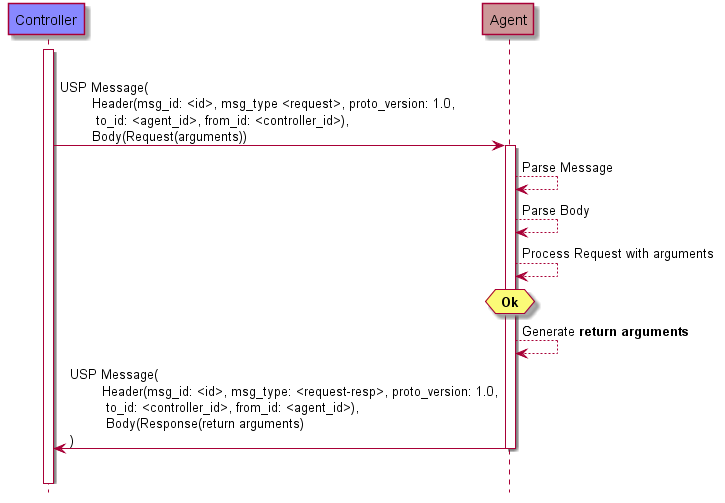 Controller
Agent
USP Message(
Header(msg_id: <id>, msg_type <request>, proto_version: 1.0,
to_id: <agent_id>, from_id: <controller_id>),
Body(Request(arguments))
Parse Message
Parse Body
Process Request with arguments
Ok
Generate return arguments
USP Message(
Header(msg_id: <id>, msg_type: <request-resp>, proto_version: 1.0,
to_id: <controller_id>, from_id: <agent_id>),
Body(Response(return arguments)
)